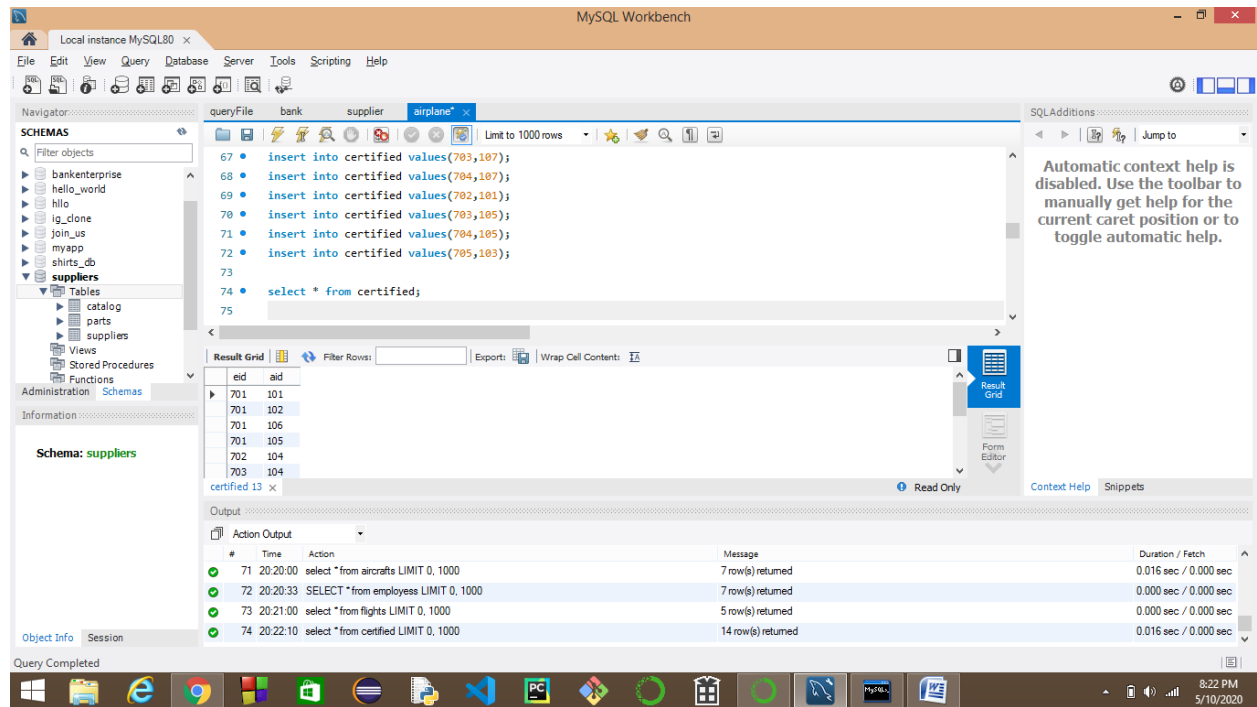 MySQL Workbench
Local instance MySQL80
File Edit View Query Database Server Tools Scripting Help
Navigator
SCHEMAS
Filter objects
bankenterprise
hello_world
hllo
ig_clone
join_us
myapp
shirts_db
suppliers
Tables
catalog
parts
suppliers
Views
Stored Procedures
Functions
Administration Schemas
Information
Schema: suppliers
Object Info Session
queryFile bank supplier airplane*
Limit to 1000 rows
67 insert into certified values(703,107);
68 insert into certified values(704,107);
69 insert into certified values(702,101);
70 insert into certified values(703,105);
71 insert into certified values(704,105);
72 insert into certified values(705,103);
73
74 select * from certified;
75
Result Grid Filter Rows: Export: Wrap Cell Content:
eid aid
701 101
701 102
701 106
701 105
702 104
703 104
Result Grid
Form Editor
certified 13
Read Only
SQLAdditions
Jump to
Automatic context help is
disabled. Use the toolbar to
manually get help for the
current caret position or to
toggle automatic help.
Context Help Snippets
Output
Action Output
# Time Action Message Duration / Fetch
71 20:20:00 select * from aircrafts LIMIT 0, 1000 7 row(s) returned 0.016 sec / 0.000 sec
72 20:20:33 SELECT * from employess LIMIT 0, 1000 7 row(s) returned 0.000 sec / 0.000 sec
73 20:21:00 select * from flights LIMIT 0, 1000 5 row(s) returned 0.000 sec / 0.000 sec
74 20:22:10 select * from certified LIMIT 0, 1000 14 row(s) returned 0.016 sec / 0.000 sec
Query Completed
8:22 PM
5/10/2020